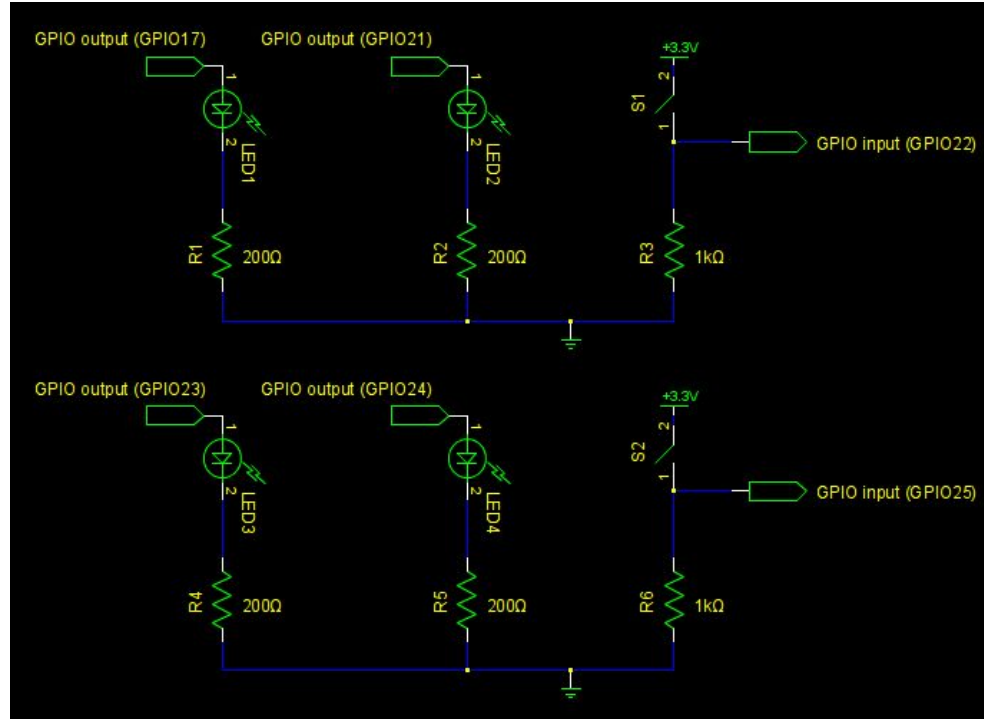 GPIO output (GPIO17)
GPIO output (GPIO21)
+3.3V
1
1
2
S1
1
2
LED1
2
LED2
GPIO input (GPIO22)
R1
200Ω
R2
200Ω
R3
1kΩ
GPIO output (GPIO23)
GPIO output (GPIO24)
+3.3V
1
1
2
S2
1
2
LED3
2
LED4
GPIO input (GPIO25)
R4
200Ω
R5
200Ω
R6
1kΩ